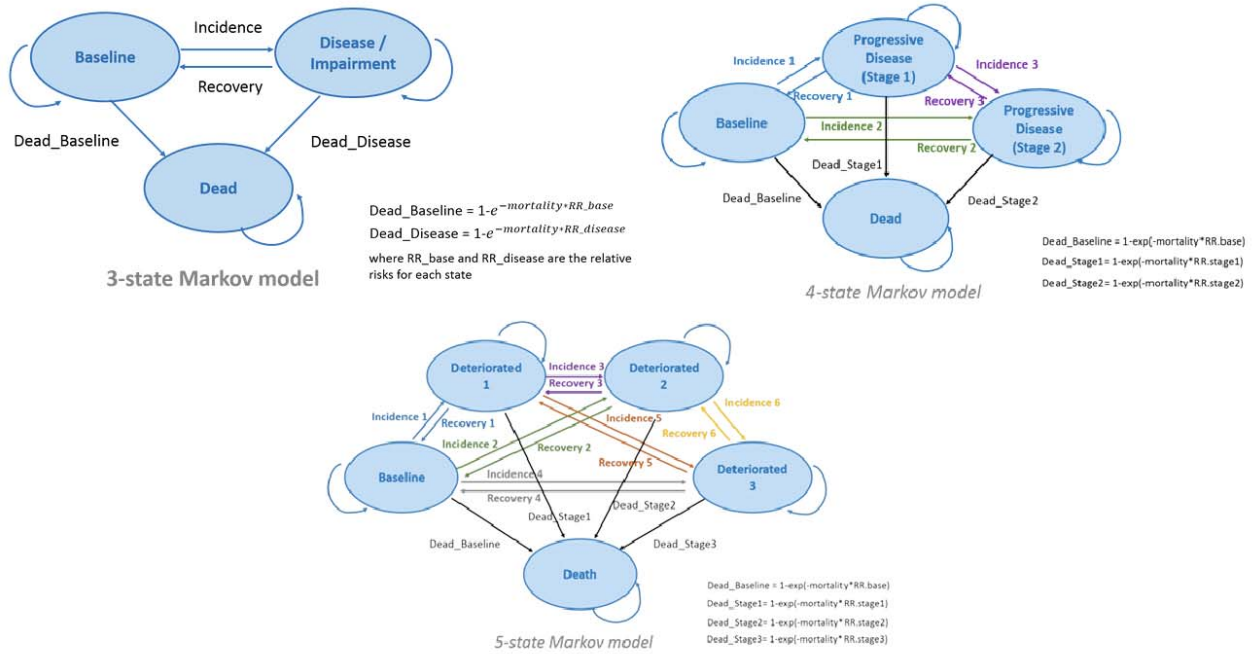 Baseline
Incidence
Disease /
Impairment
Recovery
Dead_Baseline
Dead_Disease
Dead
Dead_Baseline = 1-e^-mortality+RR_base
Dead_Disease = 1-e^-mortality+RR_disease
where RR_base and RR_disease are the relative
risks for each state
3-state Markov model
Progressive
Disease
(Stage 1)
Incidence 1
Incidence 3
Recovery 1
Recovery 3
Baseline
Incidence 2
Progressive
Disease
(Stage 2)
Recovery 2
Dead_Stage1
Dead_Baseline
Dead_Stage2
Dead
Dead_Baseline = 1-exp(-mortality*RR.base)
Dead_Stage1= 1-exp(-mortality*RR.stage1)
Dead_Stage2= 1-exp(-mortality*RR.stage2)
4-state Markov model
Deteriorated
1
Incidence 3
Recovery 3
Deteriorated
2
Incidence 1
Recovery 1
Incidence 5
Incidence 6
Recovery 6
Incidence 2
Recovery 2
Recovery 5
Baseline
Incidence 4
Recovery 4
Deteriorated
3
Dead_Stage1
Dead_Stage2
Dead_Baseline
Dead_Stage3
Death
Dead_Baseline = 1-exp(-mortality*RR.base)
Dead_Stage1= 1-exp(-mortality*RR.stage1)
Dead_Stage2= 1-exp(-mortality*RR.stage2)
Dead_Stage3= 1-exp(-mortality*RR.stage3)
5-state Markov model